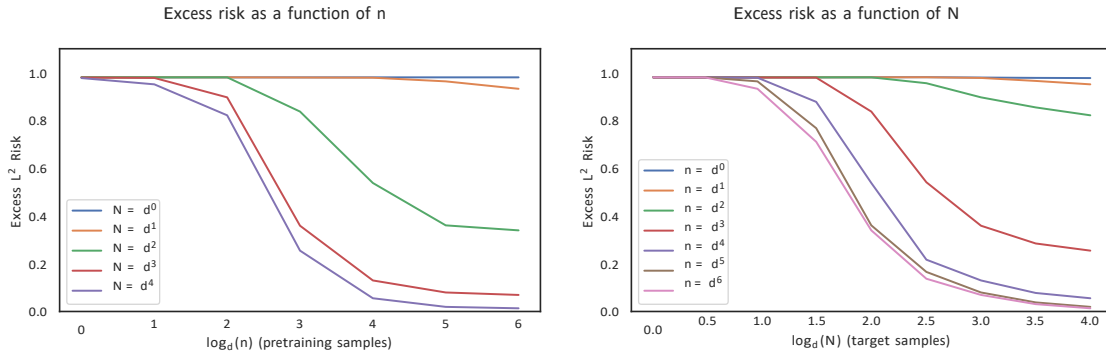 Excess risk as a function of n
Excess L² Risk
1.0
0.8
0.6
0.4
0.2
0.0
N = d⁰
N = d¹
N = d²
N = d³
N = d⁴
0 1 2 3 4 5 6
log_d(n) (pretraining samples)
Excess risk as a function of N
Excess L² Risk
1.0
0.8
0.6
0.4
0.2
0.0
n = d⁰
n = d¹
n = d²
n = d³
n = d⁴
n = d⁵
n = d⁶
0.0 0.5 1.0 1.5 2.0 2.5 3.0 3.5 4.0
log_d(N) (target samples)